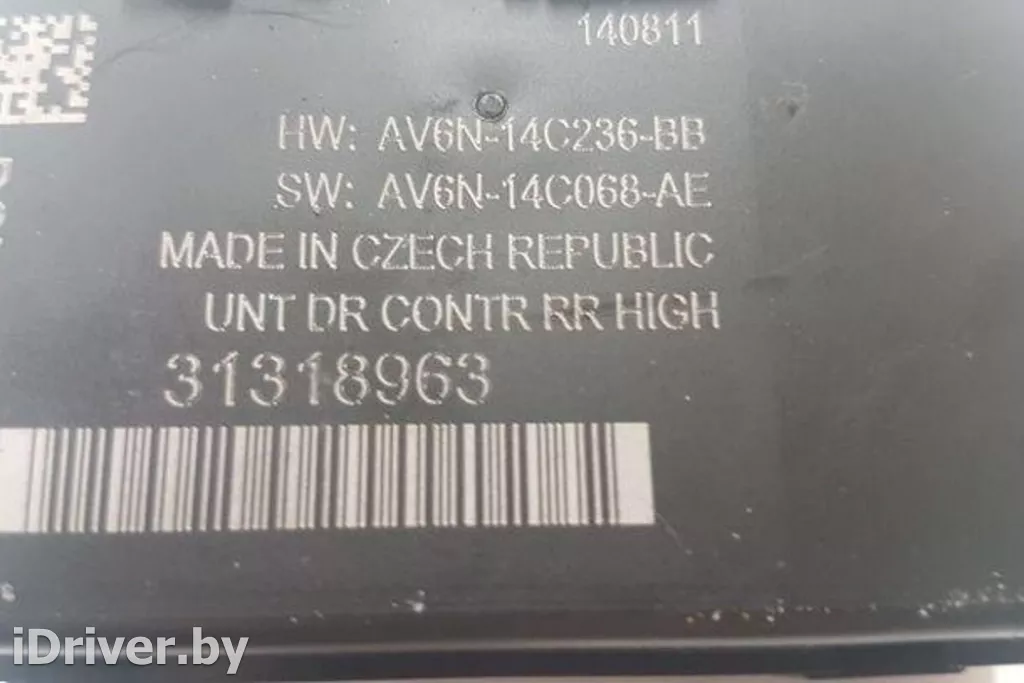 140811
HW: AV6N-14C236-BB
SW: AV6N-14C068-AE
MADE IN CZECH REPUBLIC
UNT DR CONTR RR HIGH
31318963
iDriver.by